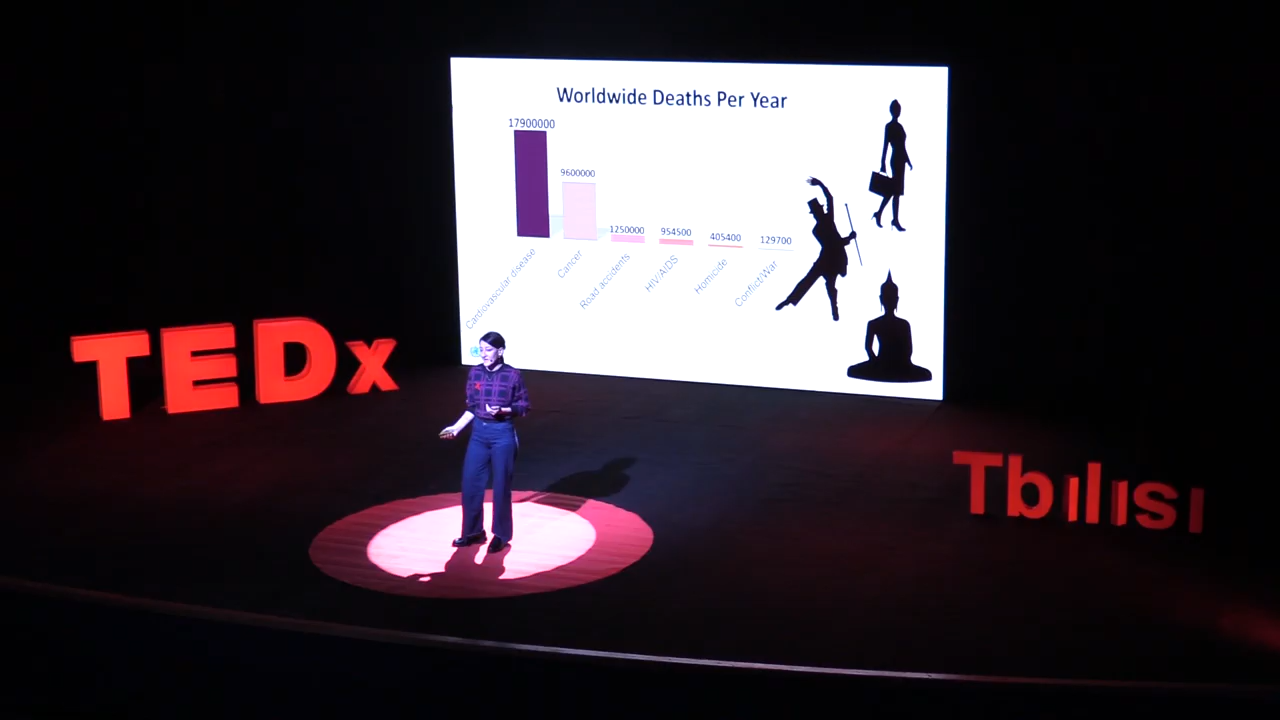 Worldwide Deaths Per Year
17900000
9600000
1250000
954500
405400
129700
Cardiovascular disease
Cancer
Road accidents
HIV/AIDS
Homicide
Conflict/War
TEDx
Tbilisi